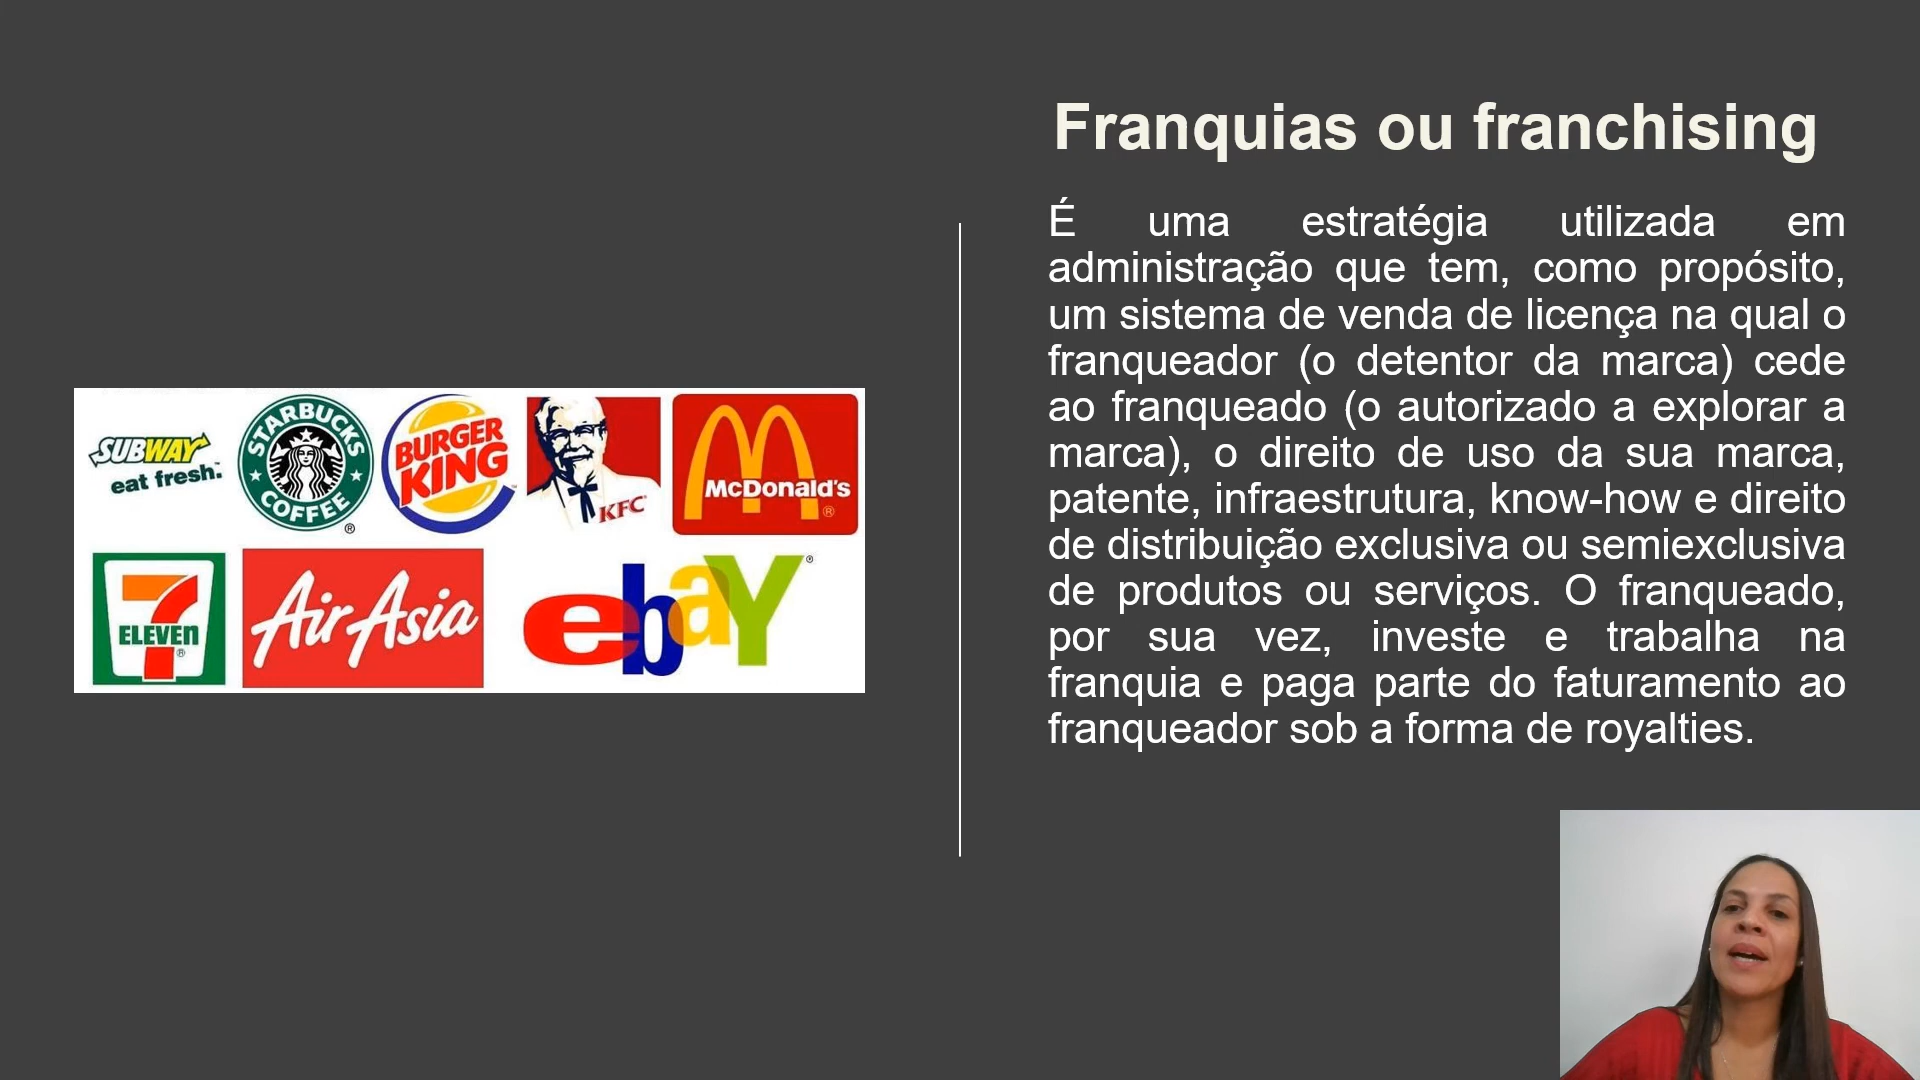 Franquias ou franchising
É uma estratégia utilizada em
administração que tem, como propósito,
um sistema de venda de licença na qual o
franqueador (o detentor da marca) cede
ao franqueado (o autorizado a explorar a
marca), o direito de uso da sua marca,
patente, infraestrutura, know-how e direito
de distribuição exclusiva ou semiexclusiva
de produtos ou serviços. O franqueado,
por sua vez, investe e trabalha na
franquia e paga parte do faturamento ao
franqueador sob a forma de royalties.
SUBWAY
eat fresh.™
STARBUCKS
COFFEE
®
BURGER
KING
™
KFC
McDonald's
®
7
ELEVEn
®
AirAsia
ebaY
®